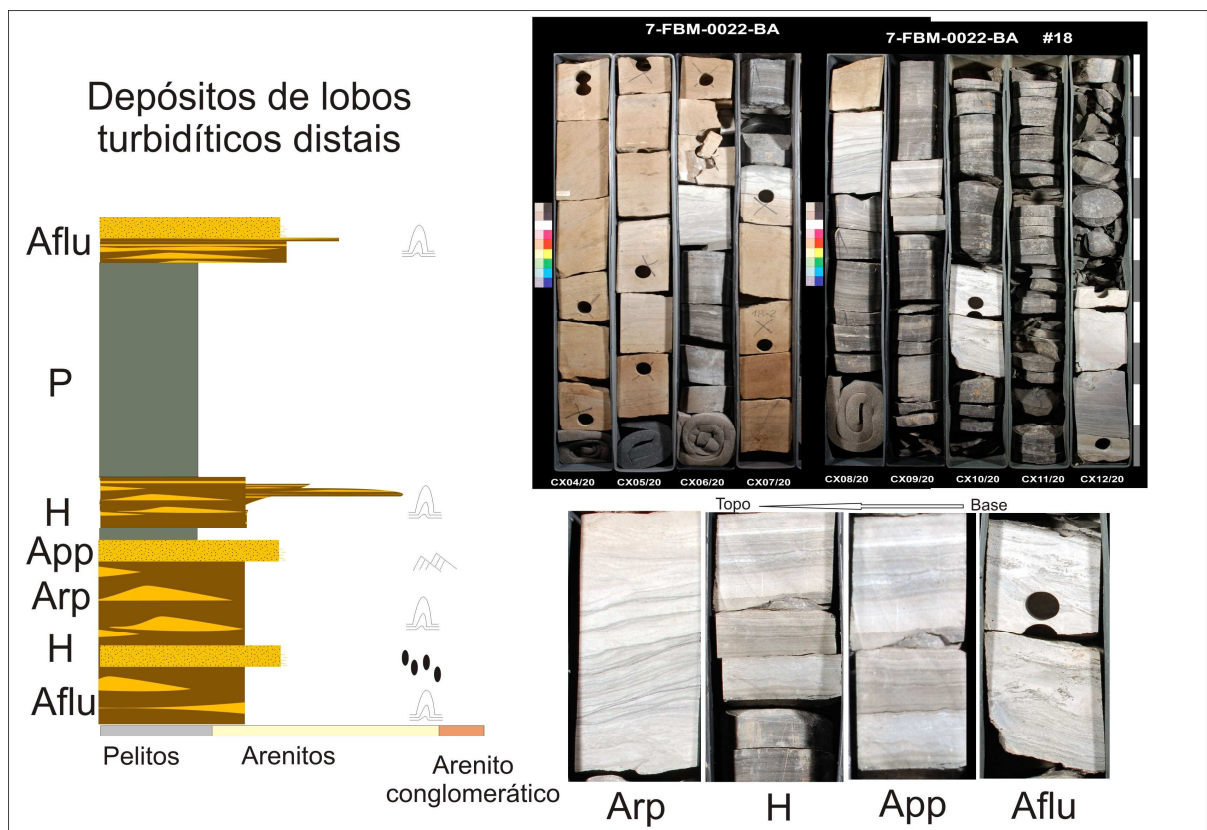 Depósitos de lobos
turbidíticos distais
Aflu
P
H
App
Arp
H
Aflu
Pelitos
Arenitos
Arenito
conglomerático
7-FBM-0022-BA
7-FBM-0022-BA #18
CX04/20
CX05/20
CX06/20
CX07/20
CX08/20
CX09/20
CX10/20
CX11/20
CX12/20
Topo
Base
Arp
H
App
Aflu